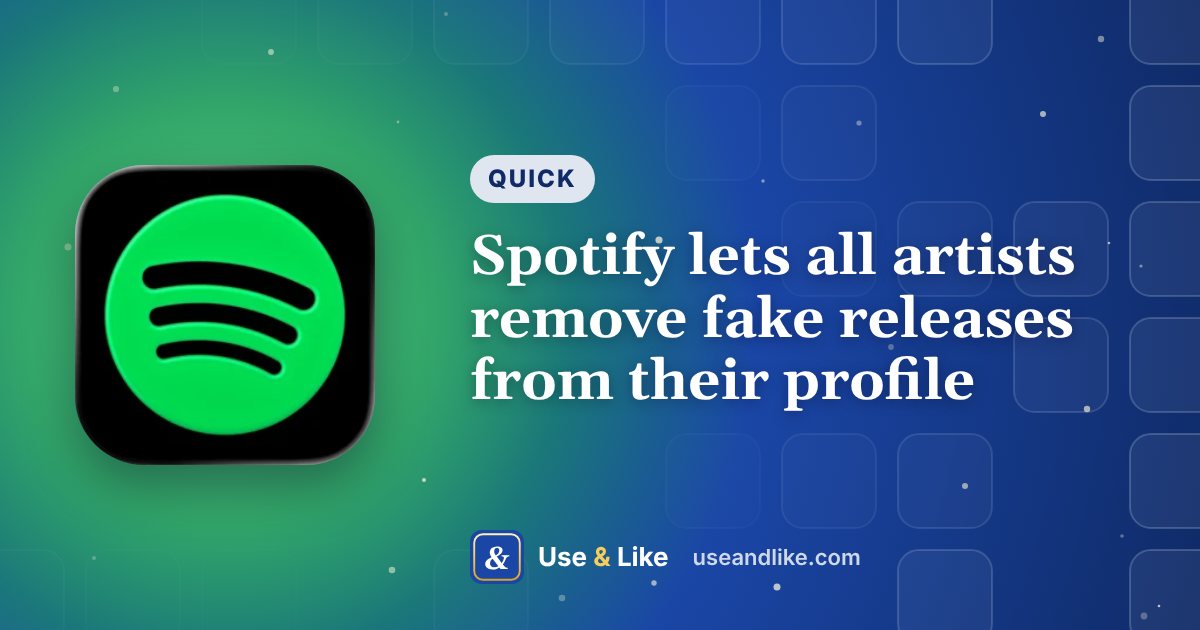 QUICK
Spotify lets all artists
remove fake releases
from their profile
& Use & Like useandlike.com